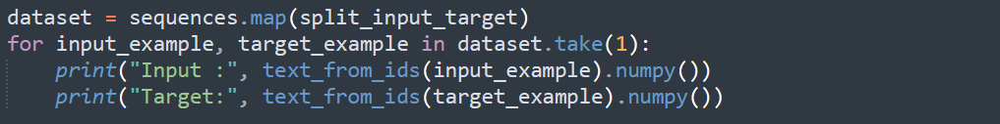 dataset = sequences.map(split_input_target)
for input_example, target_example in dataset.take(1):
    print("Input :", text_from_ids(input_example).numpy())
    print("Target:", text_from_ids(target_example).numpy())